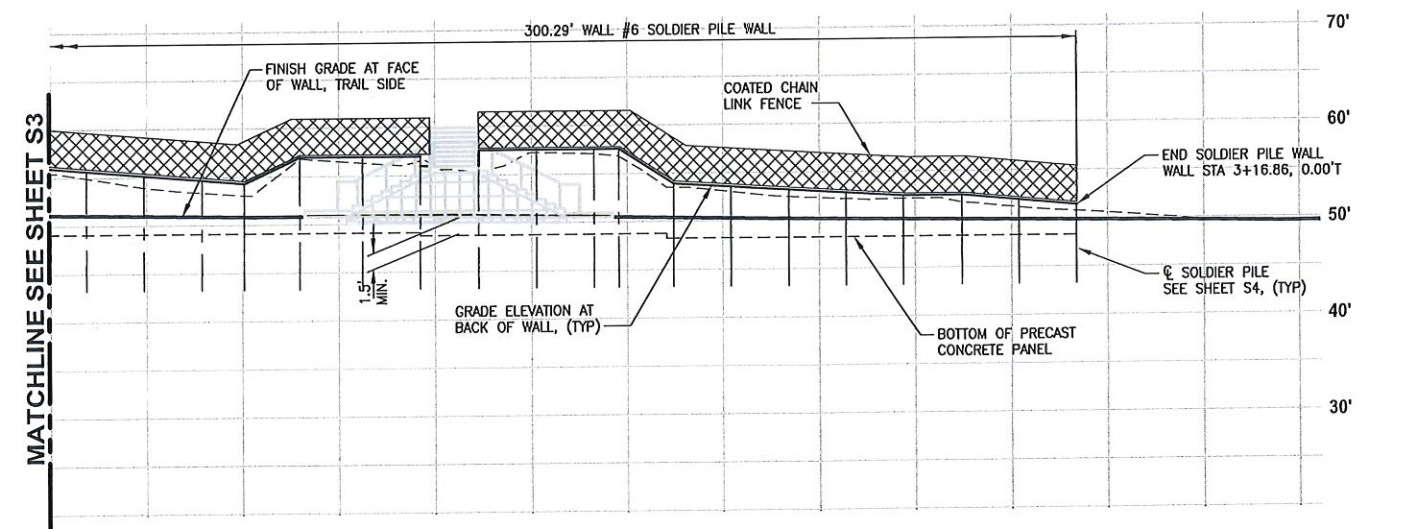 300.29' WALL #6 SOLDIER PILE WALL
70'
FINISH GRADE AT FACE
OF WALL, TRAIL SIDE
COATED CHAIN
LINK FENCE
60'
END SOLDIER PILE WALL
WALL STA 3+16.86, 0.00'T
50'
MATCHLINE SEE SHEET S3
1.5'
MIN.
GRADE ELEVATION AT
BACK OF WALL, (TYP)
℄ SOLDIER PILE
SEE SHEET S4, (TYP)
40'
BOTTOM OF PRECAST
CONCRETE PANEL
30'